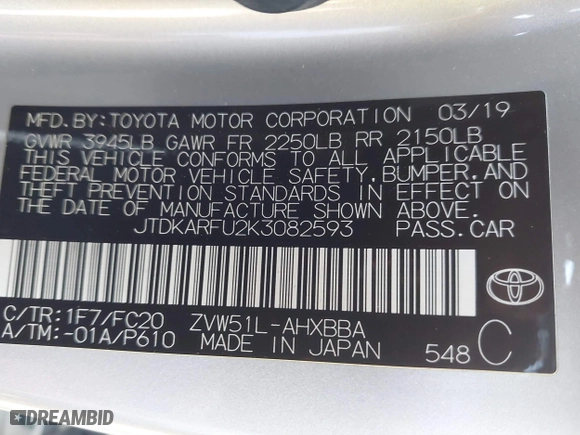 MFD.BY:TOYOTA MOTOR CORPORATION 03/19
GVWR 3945LB GAWR FR 2250LB RR 2150LB
THIS VEHICLE CONFORMS TO ALL APPLICABLE
FEDERAL MOTOR VEHICLE SAFETY,BUMPER,AND
THEFT PREVENTION STANDARDS IN EFFECT ON
THE DATE OF MANUFACTURE SHOWN ABOVE.
JTDKARFU2K3082593 PASS.CAR
C/TR:1F7/FC20 ZVW51L-AHXBBA
A/TM:-01A/P610 MADE IN JAPAN 548 C
DREAMBID